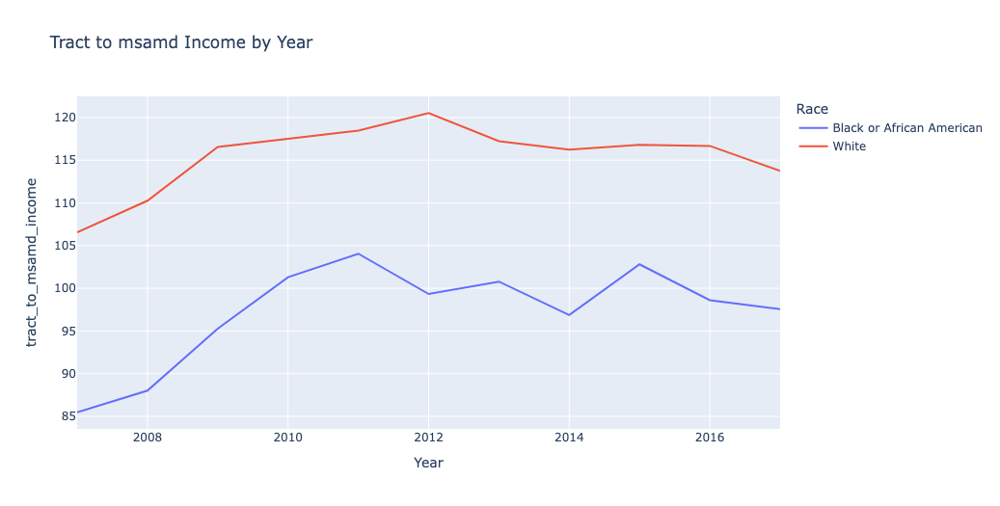 Tract to msamd Income by Year
Race
Black or African American
White
tract_to_msamd_income
120
115
110
105
100
95
90
85
2008
2010
2012
2014
2016
Year